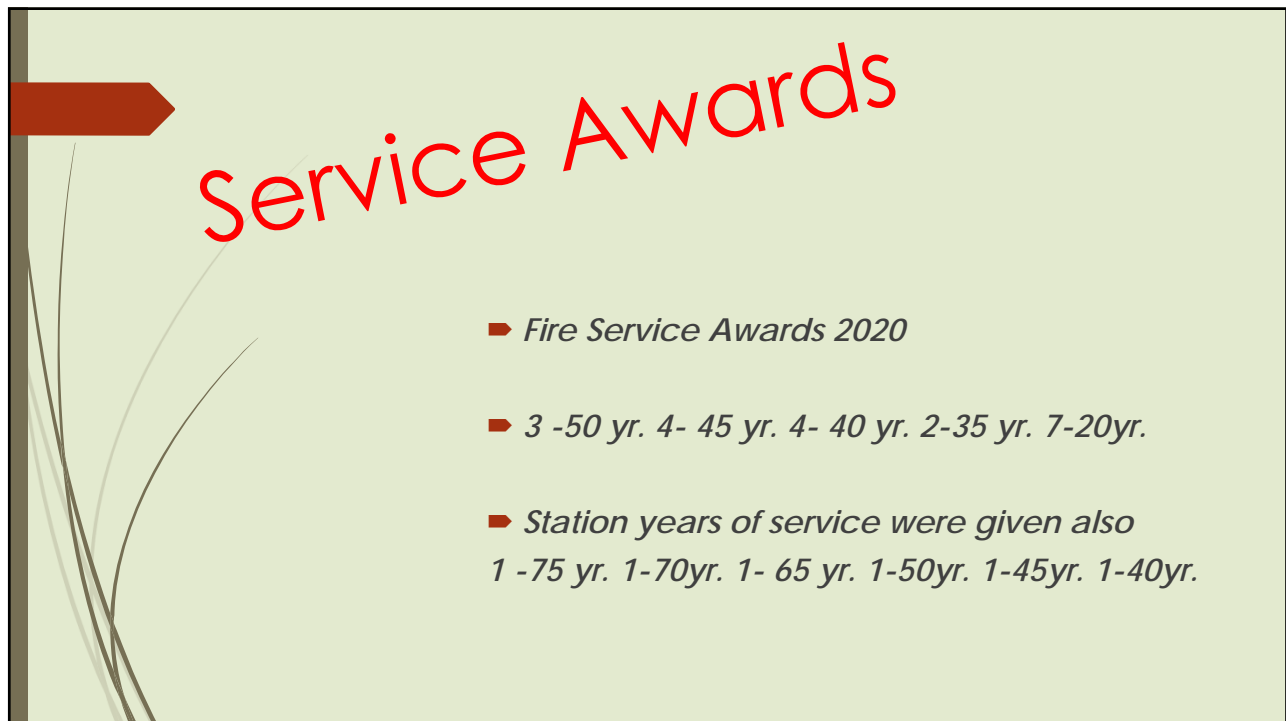 Service Awards
Fire Service Awards 2020
3 -50 yr. 4- 45 yr. 4- 40 yr. 2-35 yr. 7-20yr.
Station years of service were given also
1 -75 yr. 1-70yr. 1- 65 yr. 1-50yr. 1-45yr. 1-40yr.